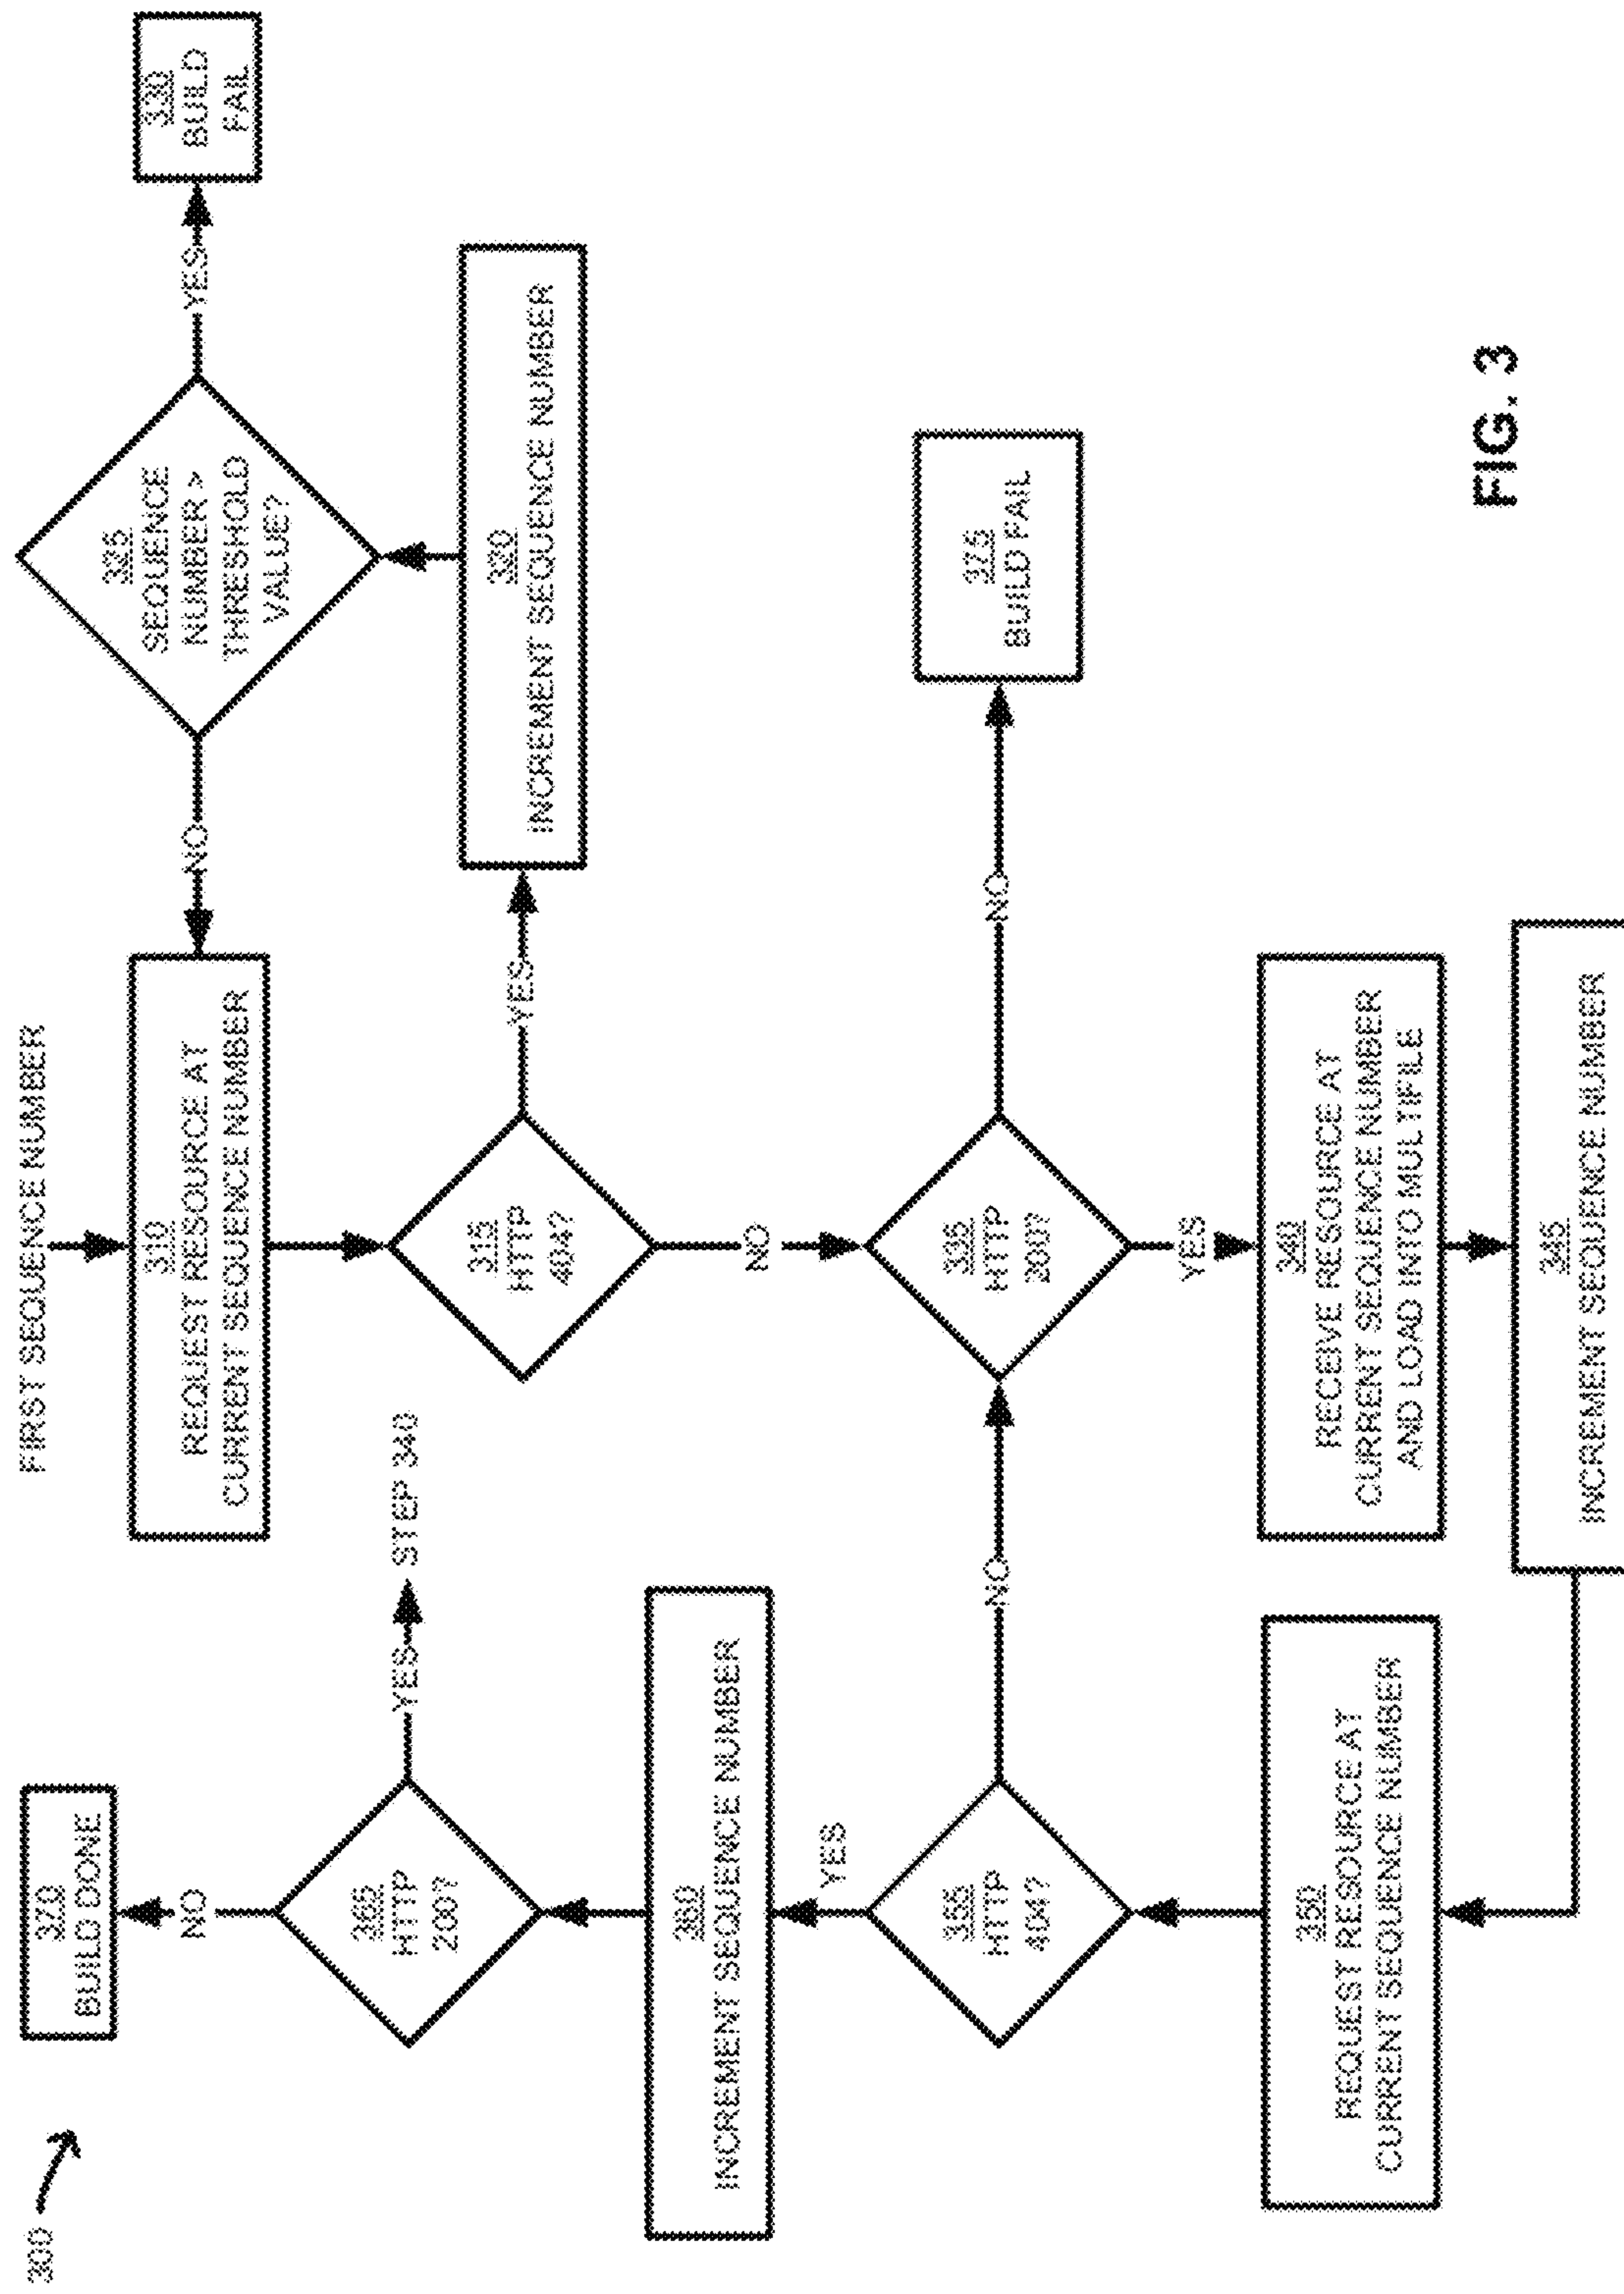 300
FIRST SEQUENCE NUMBER
310
REQUEST RESOURCE AT
CURRENT SEQUENCE NUMBER
NO
325
SEQUENCE
NUMBER >
THRESHOLD
VALUE?
YES
330
BUILD
FAIL
315
HTTP
404?
YES
320
INCREMENT SEQUENCE NUMBER
NO
370
BUILD DONE
NO
365
HTTP
200?
YES
STEP 340
360
INCREMENT SEQUENCE NUMBER
YES
355
HTTP
404?
NO
335
HTTP
200?
NO
375
BUILD FAIL
YES
350
REQUEST RESOURCE AT
CURRENT SEQUENCE NUMBER
340
RECEIVE RESOURCE AT
CURRENT SEQUENCE NUMBER
AND LOAD INTO MULTIFILE
345
INCREMENT SEQUENCE NUMBER
FIG. 3